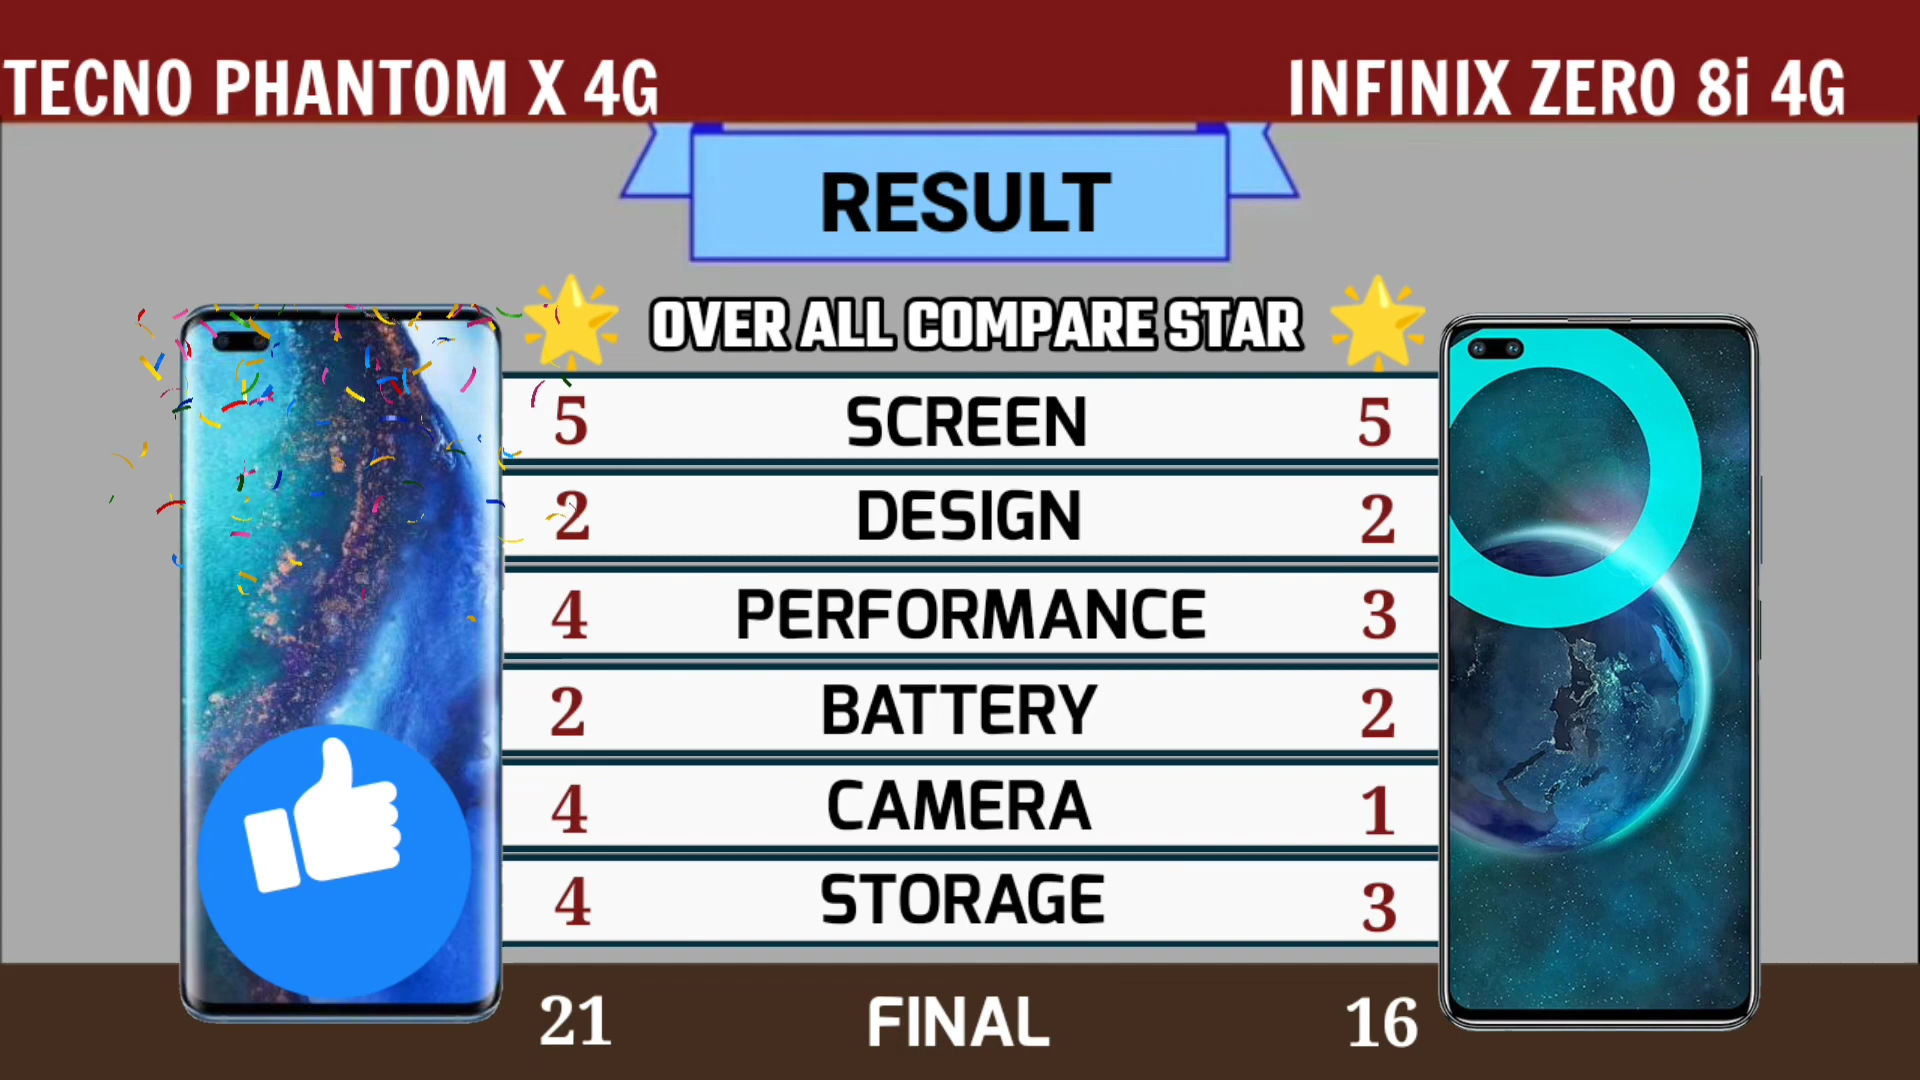 TECNO PHANTOM X 4G
INFINIX ZERO 8i 4G
RESULT
OVER ALL COMPARE STAR
5 SCREEN 5
2 DESIGN 2
4 PERFORMANCE 3
2 BATTERY 2
4 CAMERA 1
4 STORAGE 3
21 FINAL 16